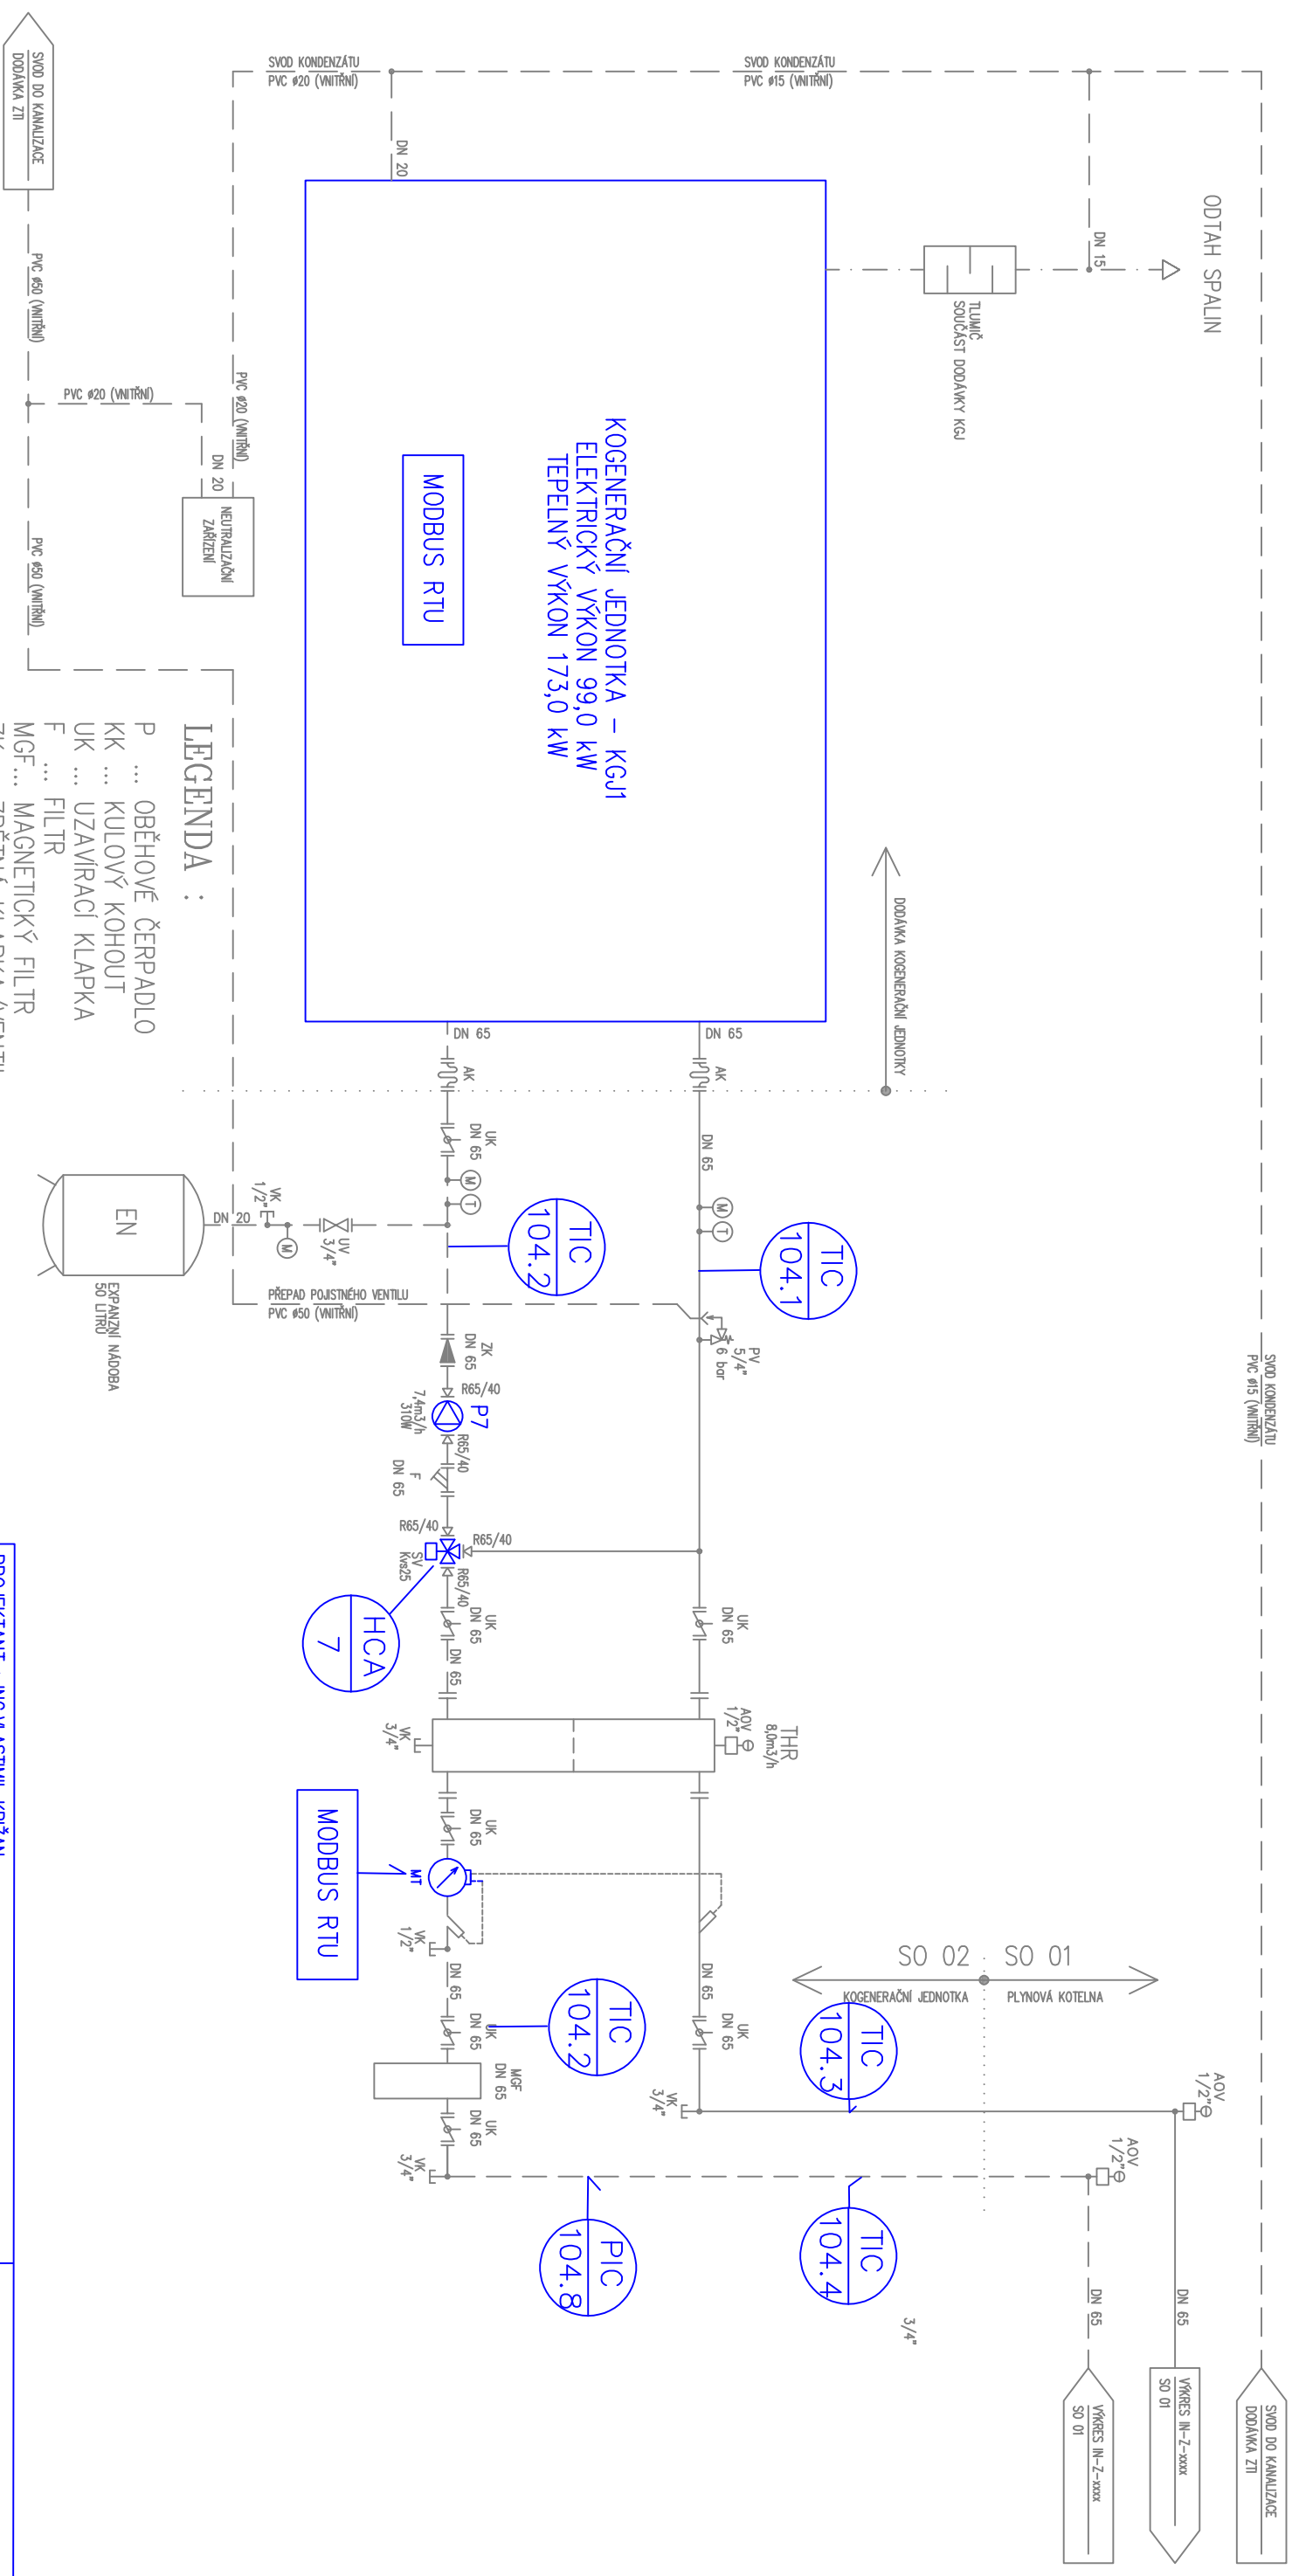 SVOD KONDENZÁTU
PVC ø15 (VNITŘNÍ)
SVOD DO KANALIZACE
DODÁVKA ZTI
ODTAH SPALIN
DN 15
VÝKRES IN-Z-xxxx
SO 01
DN 65
AOV
1/2"
VÝKRES IN-Z-xxxx
SO 01
DN 65
AOV
1/2"
SO 01
PLYNOVÁ KOTELNA
SO 02
KOGENERAČNÍ JEDNOTKA
TLUMIČ
SOUČÁST DODÁVKY KGJ
DODÁVKA KOGENERAČNÍ JEDNOTKY
3/4"
TIC
104.3
TIC
104.4
SVOD KONDENZÁTU
PVC ø15 (VNITŘNÍ)
KOGENERAČNÍ JEDNOTKA - KGJ1
ELEKTRICKÝ VÝKON 99,0 kW
TEPELNÝ VÝKON 173,0 kW
MODBUS RTU
TIC
104.1
THR
8,0m3/h
AOV
1/2"
PV
5/4"
6 bar
DN 65
AK
DN 65
M
T
UK
DN 65
DN 65
UK
DN 65
VK
3/4"
TIC
104.2
TIC
104.2
PIC
104.8
DN 65
AK
UK
DN 65
M
T
ZK
DN 65
R65/40
P7
7,4m3/h
310W
R65/40
F
DN 65
R65/40
R65/40
SV
Kvs25
R65/40
UK
DN 65
DN 65
HCA
7
VK
3/4"
UK
DN 65
MT
MODBUS RTU
VK
1/2"
DN 65
UK
DN 65
MGF
DN 65
UK
DN 65
VK
3/4"
DN 20
SVOD KONDENZÁTU
PVC ø20 (VNITŘNÍ)
PVC ø20 (VNITŘNÍ)
DN 20
NEUTRALIZAČNÍ
ZAŘÍZENÍ
PVC ø20 (VNITŘNÍ)
UV
3/4"
M
VK
1/2"
DN 20
EN
EXPANZNÍ NÁDOBA
50 LITRŮ
PŘEPAD POJISTNÉHO VENTILU
PVC ø50 (VNITŘNÍ)
SVOD DO KANALIZACE
DODÁVKA ZTI
PVC ø50 (VNITŘNÍ)
PVC ø50 (VNITŘNÍ)
LEGENDA :
P ... OBĚHOVÉ ČERPADLO
KK ... KULOVÝ KOHOUT
UK ... UZAVÍRACÍ KLAPKA
F ... FILTR
MGF... MAGNETICKÝ FILTR